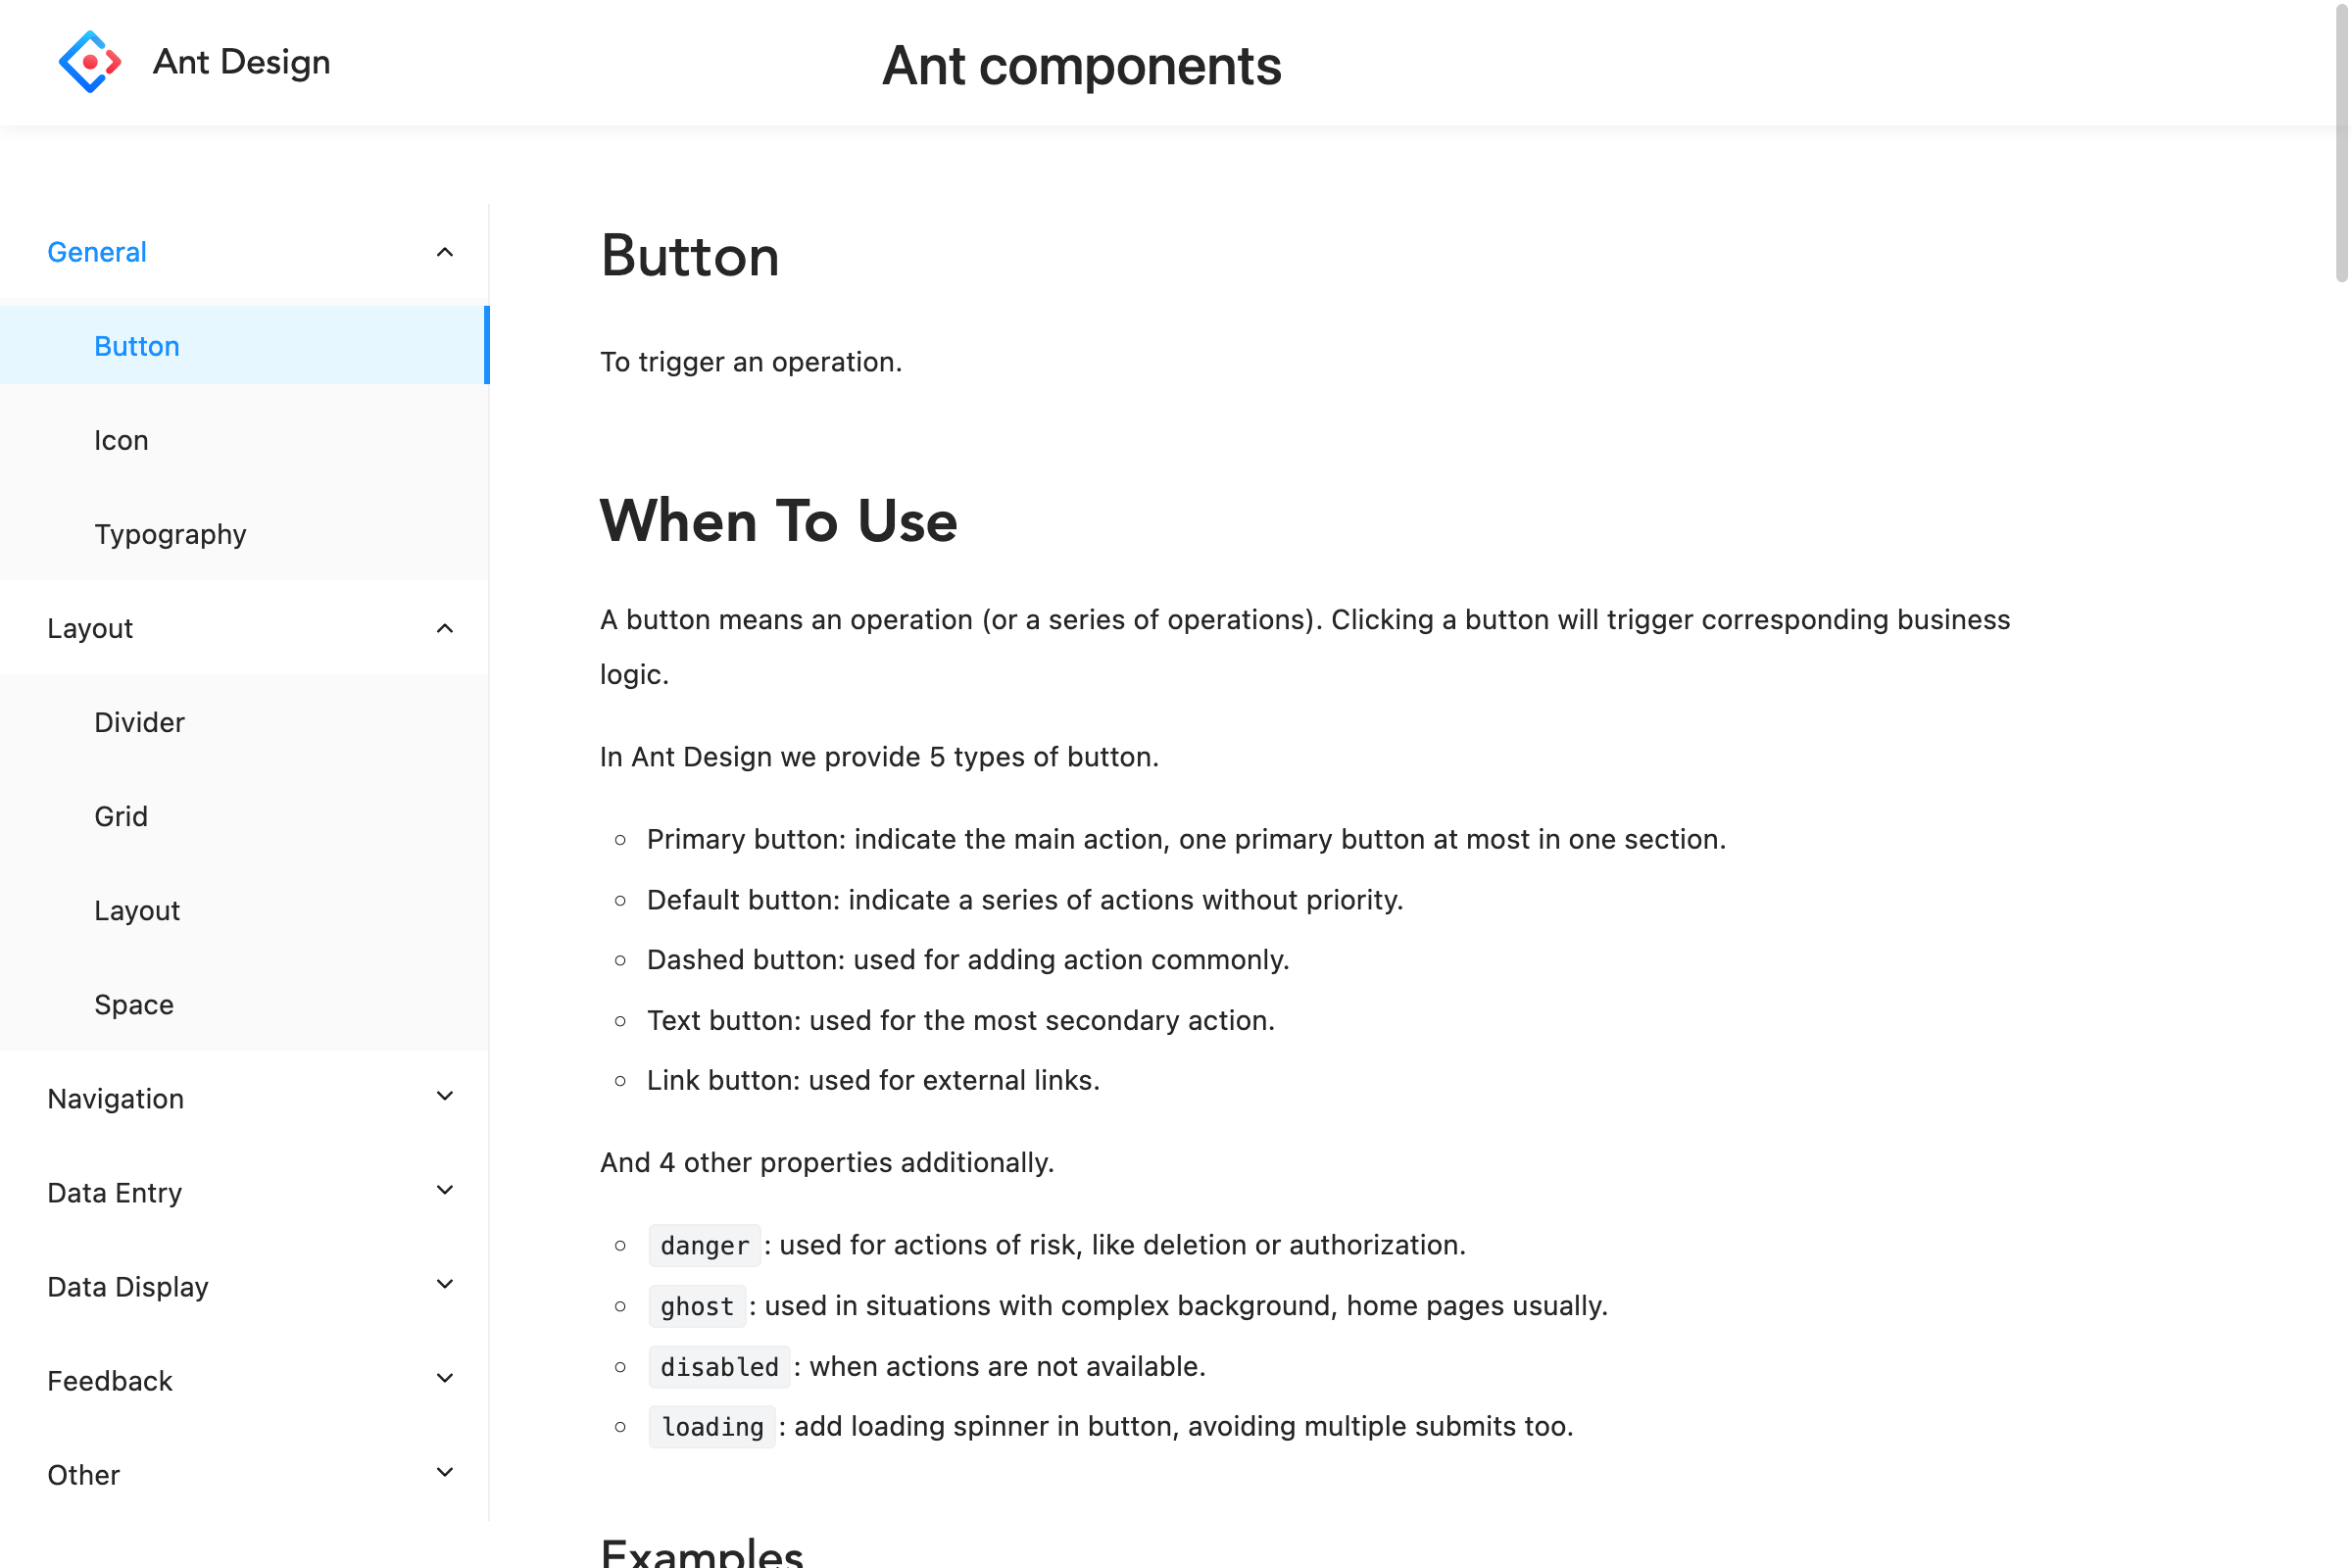 Ant Design
Ant components
General
Button
Icon
Typography
Layout
Divider
Grid
Layout
Space
Navigation
Data Entry
Data Display
Feedback
Other
Button
To trigger an operation.
When To Use
A button means an operation (or a series of operations). Clicking a button will trigger corresponding business
logic.
In Ant Design we provide 5 types of button.
Primary button: indicate the main action, one primary button at most in one section.
Default button: indicate a series of actions without priority.
Dashed button: used for adding action commonly.
Text button: used for the most secondary action.
Link button: used for external links.
And 4 other properties additionally.
danger : used for actions of risk, like deletion or authorization.
ghost : used in situations with complex background, home pages usually.
disabled : when actions are not available.
loading : add loading spinner in button, avoiding multiple submits too.
Examples